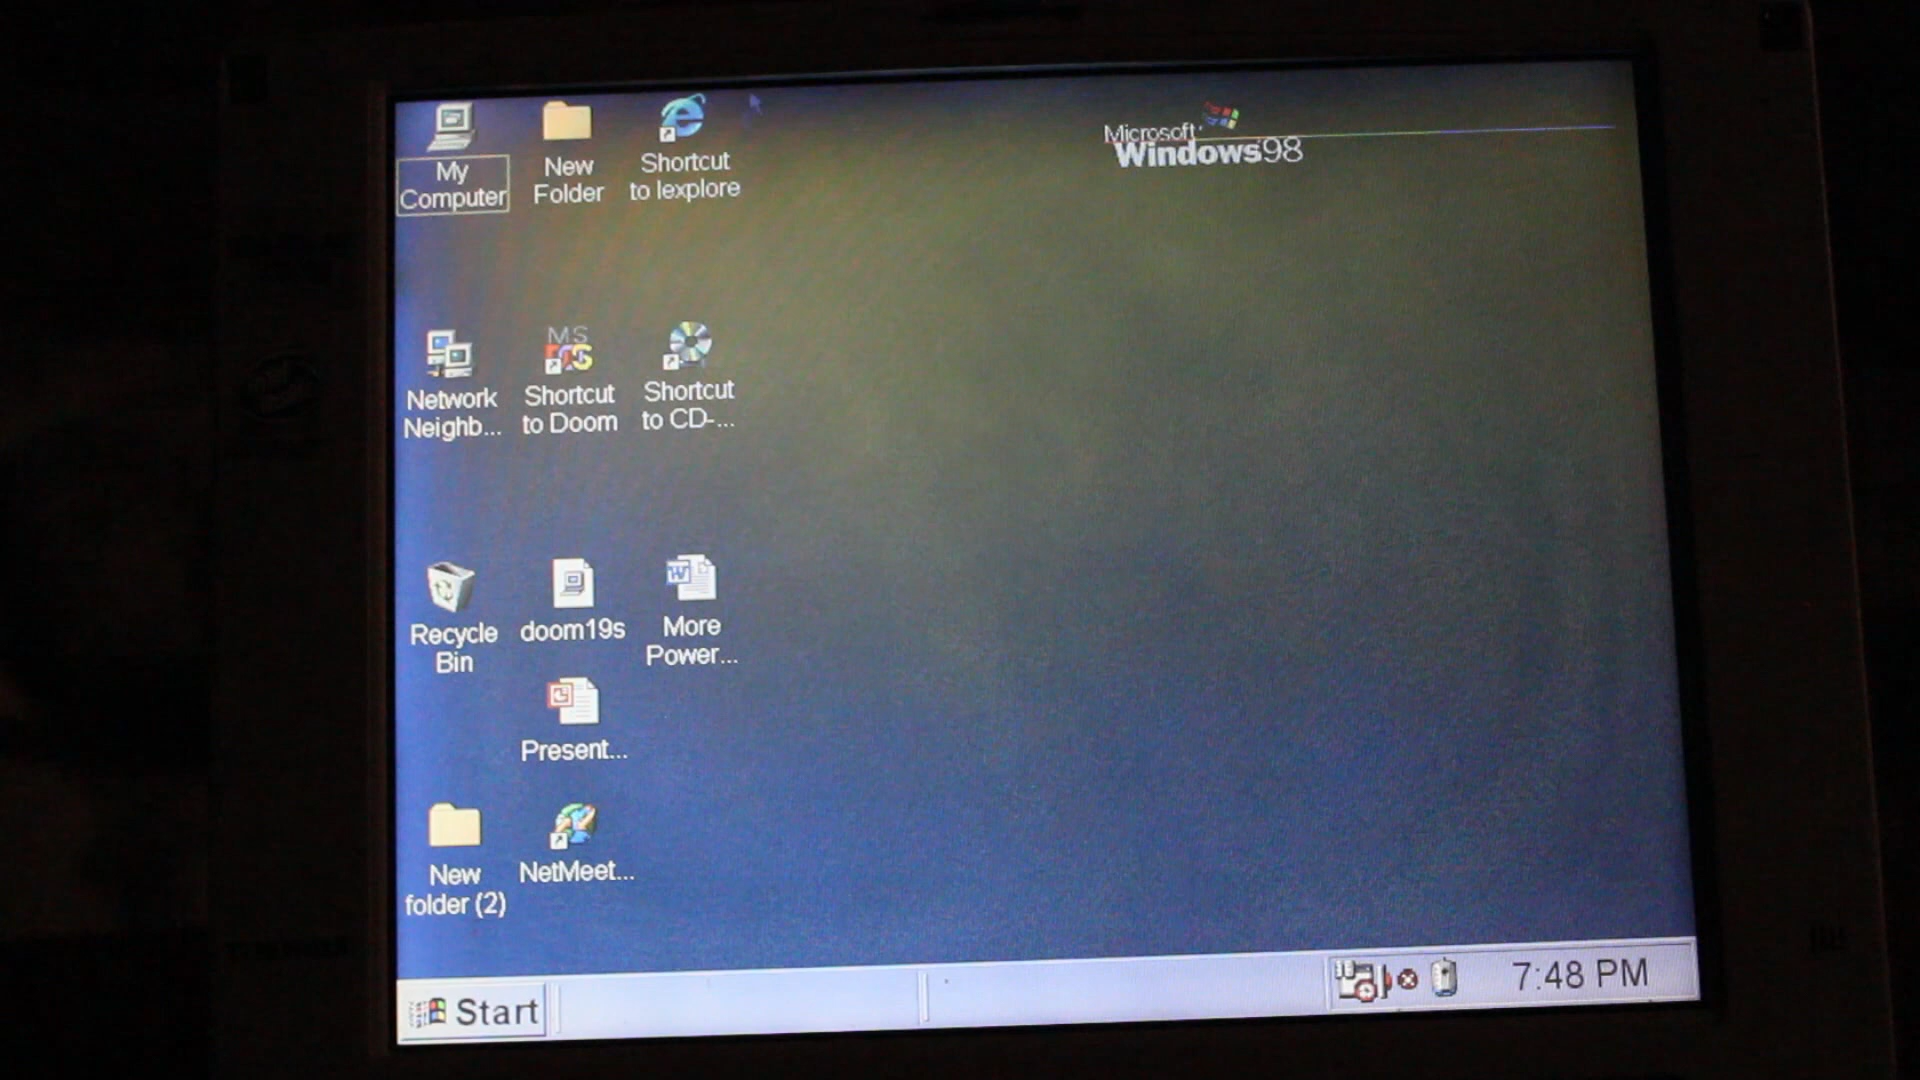 My
Computer
New
Folder
Shortcut
to Iexplore
Microsoft
Windows98
Network
Neighb...
MS
DOS
Shortcut
to Doom
Shortcut
to CD-...
Recycle
Bin
doom19s
W
More
Power...
Present...
New
folder (2)
NetMeet...
Start
7:48 PM